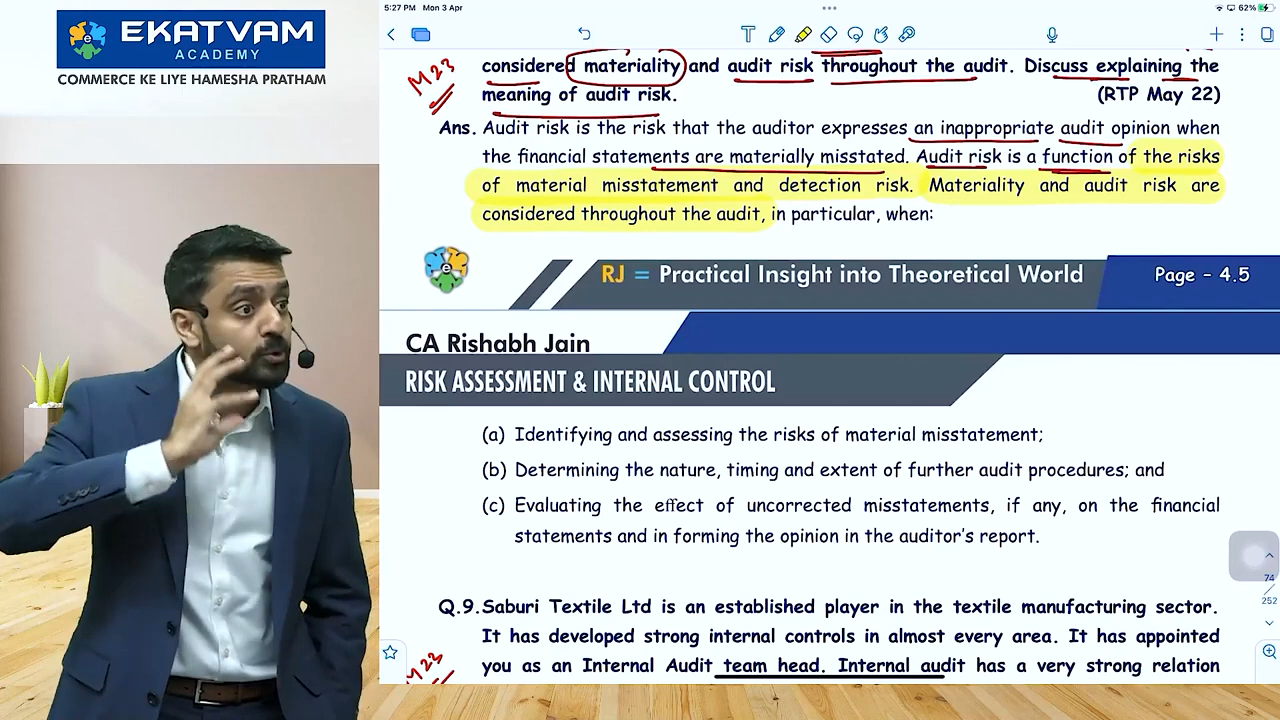 EKATVAM
ACADEMY
COMMERCE KE LIYE HAMESHA PRATHAM
5:27 PM Mon 3 Apr
62%
considered materiality and audit risk throughout the audit. Discuss explaining the
M23
meaning of audit risk. (RTP May 22)
Ans. Audit risk is the risk that the auditor expresses an inappropriate audit opinion when
the financial statements are materially misstated. Audit risk is a function of the risks
of material misstatement and detection risk. Materiality and audit risk are
considered throughout the audit, in particular, when:
RJ = Practical Insight into Theoretical World Page - 4.5
CA Rishabh Jain
RISK ASSESSMENT & INTERNAL CONTROL
(a) Identifying and assessing the risks of material misstatement;
(b) Determining the nature, timing and extent of further audit procedures; and
(c) Evaluating the effect of uncorrected misstatements, if any, on the financial
statements and in forming the opinion in the auditor's report.
74
252
Q.9. Saburi Textile Ltd is an established player in the textile manufacturing sector.
It has developed strong internal controls in almost every area. It has appointed
M23
you as an Internal Audit team head. Internal audit has a very strong relation